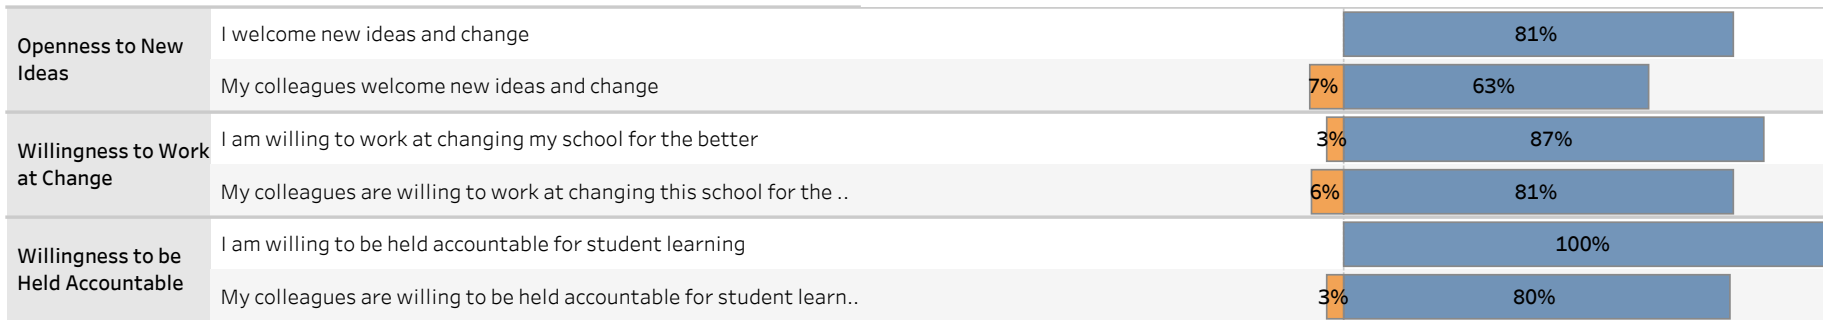 Openness to New
Ideas
I welcome new ideas and change
81%
My colleagues welcome new ideas and change
7%
63%
Willingness to Work
at Change
I am willing to work at changing my school for the better
3%
87%
My colleagues are willing to work at changing this school for the ..
6%
81%
Willingness to be
Held Accountable
I am willing to be held accountable for student learning
100%
My colleagues are willing to be held accountable for student learn..
3%
80%